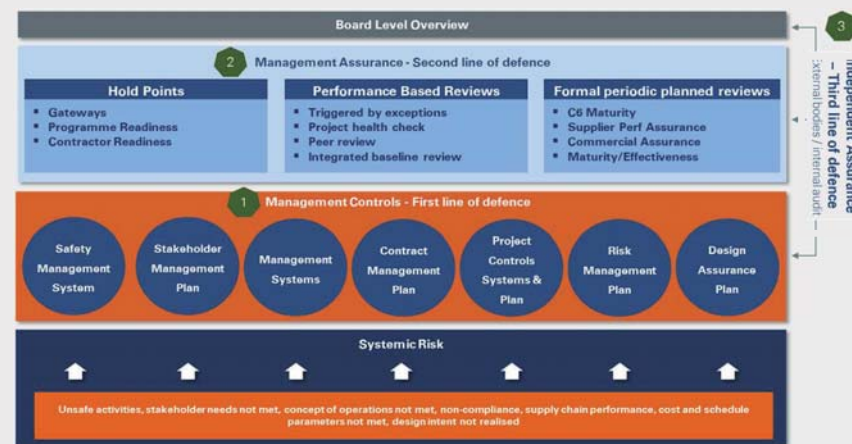 Board Level Overview
3
2
Management Assurance - Second line of defence
Hold Points
Gateways
Programme Readiness
Contractor Readiness
Performance Based Reviews
Triggered by exceptions
Project health check
Peer review
Integrated baseline review
Formal periodic planned reviews
C6 Maturity
Supplier Perf Assurance
Commercial Assurance
Maturity/Effectiveness
Independent Assurance
– Third line of defence
external bodies / internal audit
1
Management Controls - First line of defence
Safety
Management
System
Stakeholder
Management
Plan
Management
Systems
Contract
Management
Plan
Project
Controls
Systems &
Plan
Risk
Management
Plan
Design
Assurance
Plan
Systemic Risk
Unsafe activities, stakeholder needs not met, concept of operations not met, non-compliance, supply chain performance, cost and schedule
parameters not met, design intent not realised